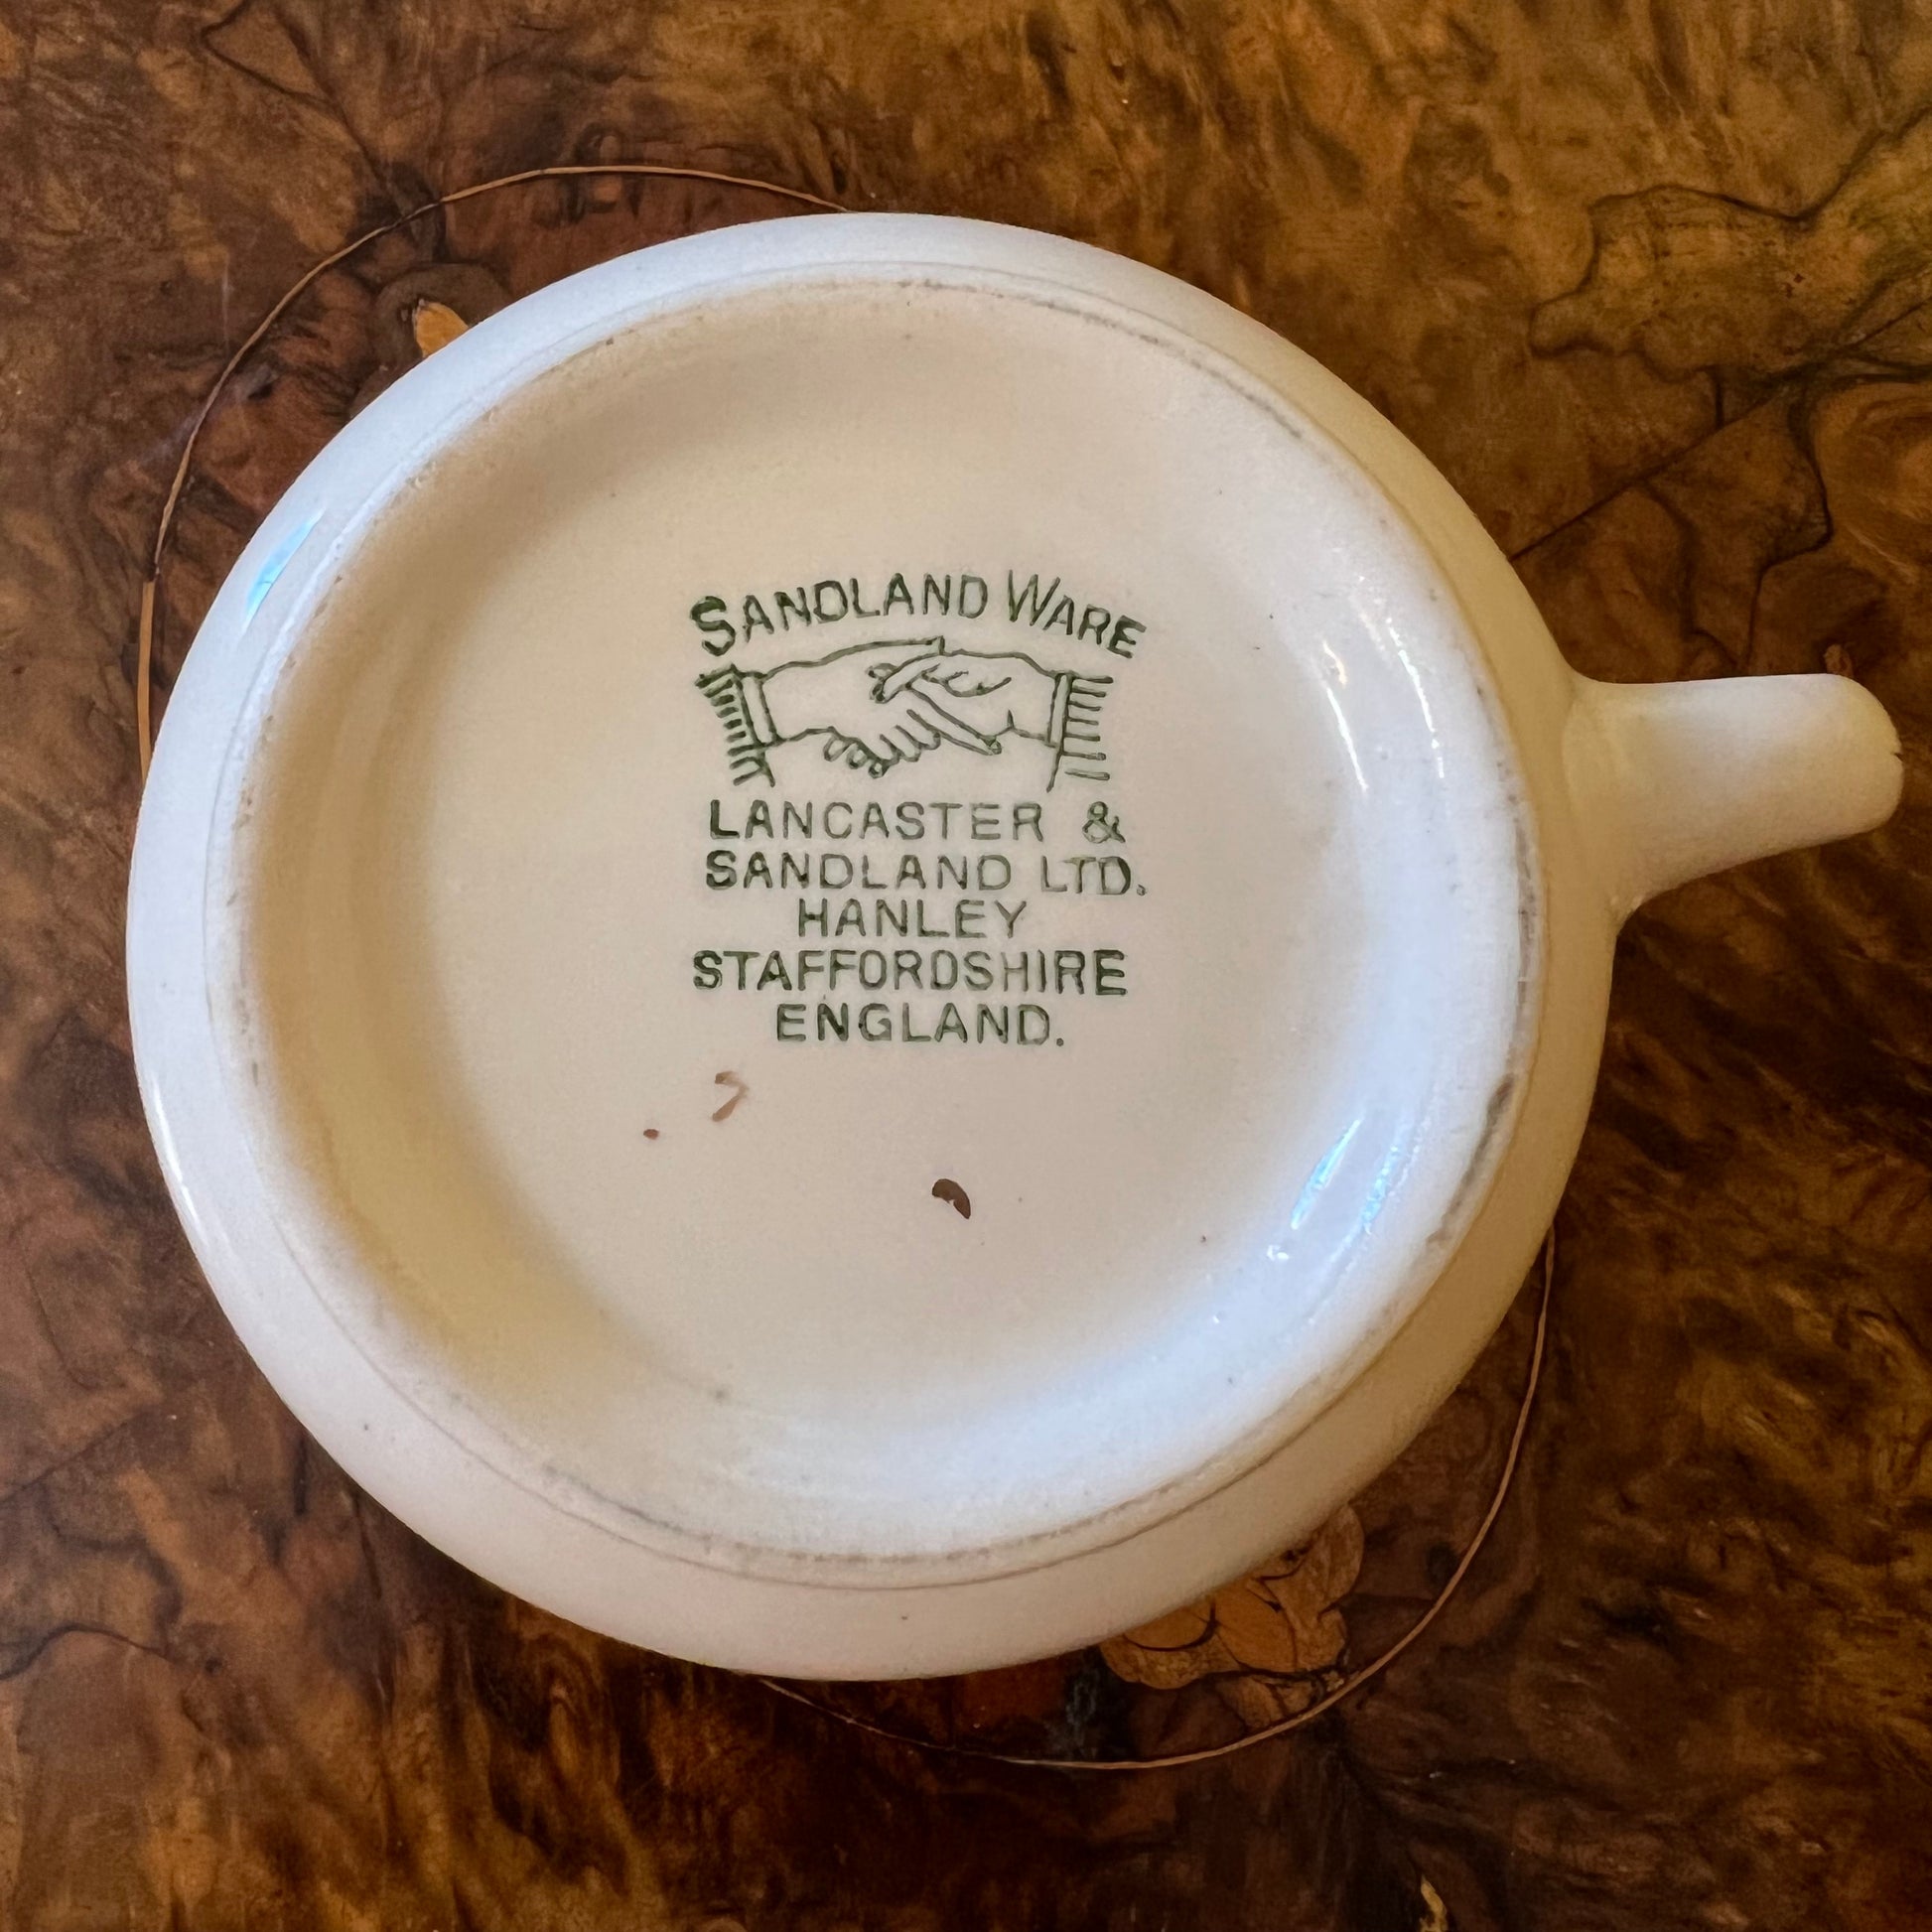 SANDLAND WARE
LANCASTER &
SANDLAND LTD.
HANLEY
STAFFORDSHIRE
ENGLAND.